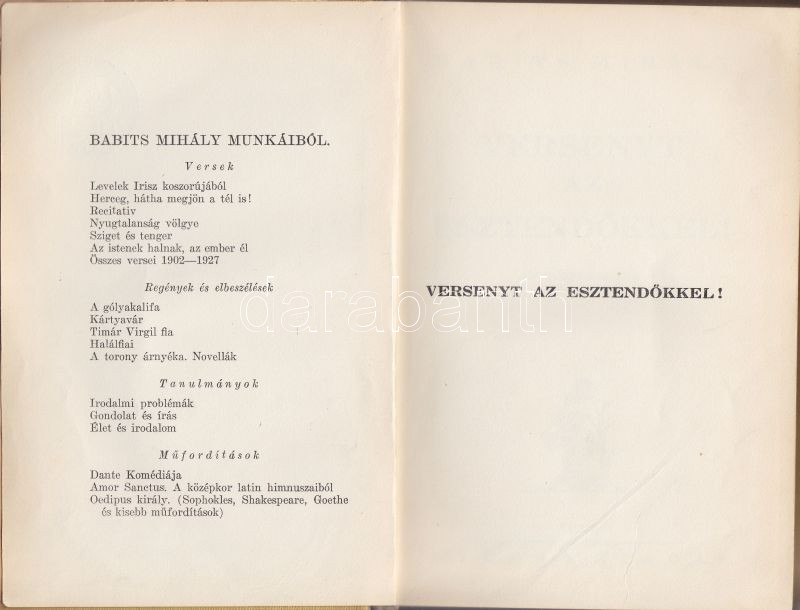 BABITS MIHÁLY MUNKÁIBÓL.
Versek
Levelek Irisz koszorújából
Herceg, hátha megjön a tél is!
Recitativ
Nyugtalanság völgye
Sziget és tenger
Az istenek halnak, az ember él
Összes versei 1902—1927
Regények és elbeszélések
A gólyakalifa
Kártyavár
Timár Virgil fia
Halálfiai
A torony árnyéka. Novellák
Tanulmányok
Irodalmi problémák
Gondolat és írás
Élet és irodalom
Műfordítások
Dante Komédiája
Amor Sanctus. A középkor latin himnuszaiból
Oedipus király. (Sophokles, Shakespeare, Goethe
és kisebb műfordítások)
VERSENYT AZ ESZTENDŐKKEL!
darabanth